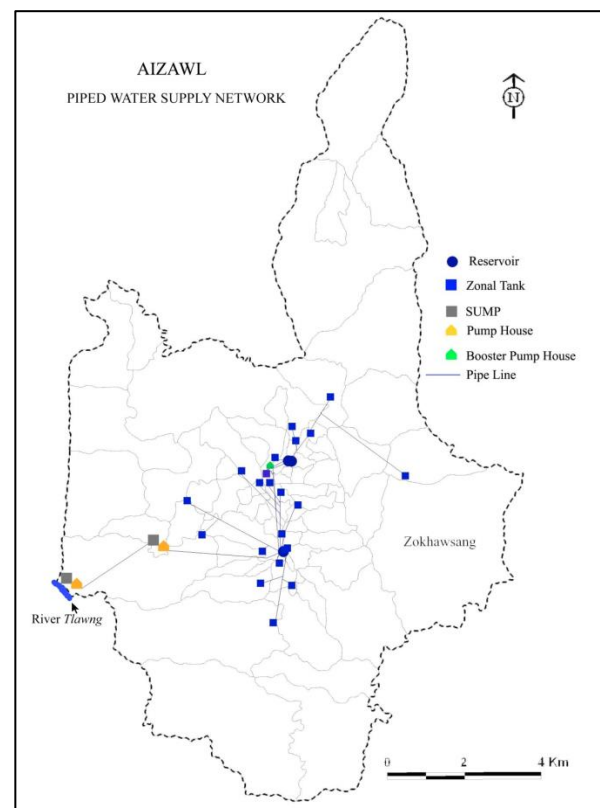 AIZAWL
PIPED WATER SUPPLY NETWORK
N
Reservoir
Zonal Tank
SUMP
Pump House
Booster Pump House
Pipe Line
Zokhawsang
River Tlawng
0 2 4 Km